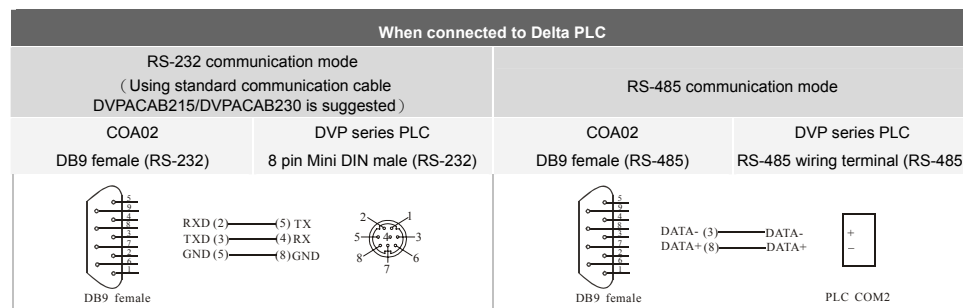 When connected to Delta PLC
RS-232 communication mode
(Using standard communication cable
DVPACAB215/DVPACAB230 is suggested)
RS-485 communication mode
COA02
DB9 female (RS-232)
DVP series PLC
8 pin Mini DIN male (RS-232)
COA02
DB9 female (RS-485)
DVP series PLC
RS-485 wiring terminal (RS-485
5
9
4
8
3
7
2
6
1
DB9 female
RXD (2) (5) TX
TXD (3) (4) RX
GND (5) (8) GND
2 1
5 4 3
8 7 6
5
9
4
8
3
7
2
6
1
DB9 female
DATA- (3) DATA-
DATA+ (8) DATA+
+
−
PLC COM2